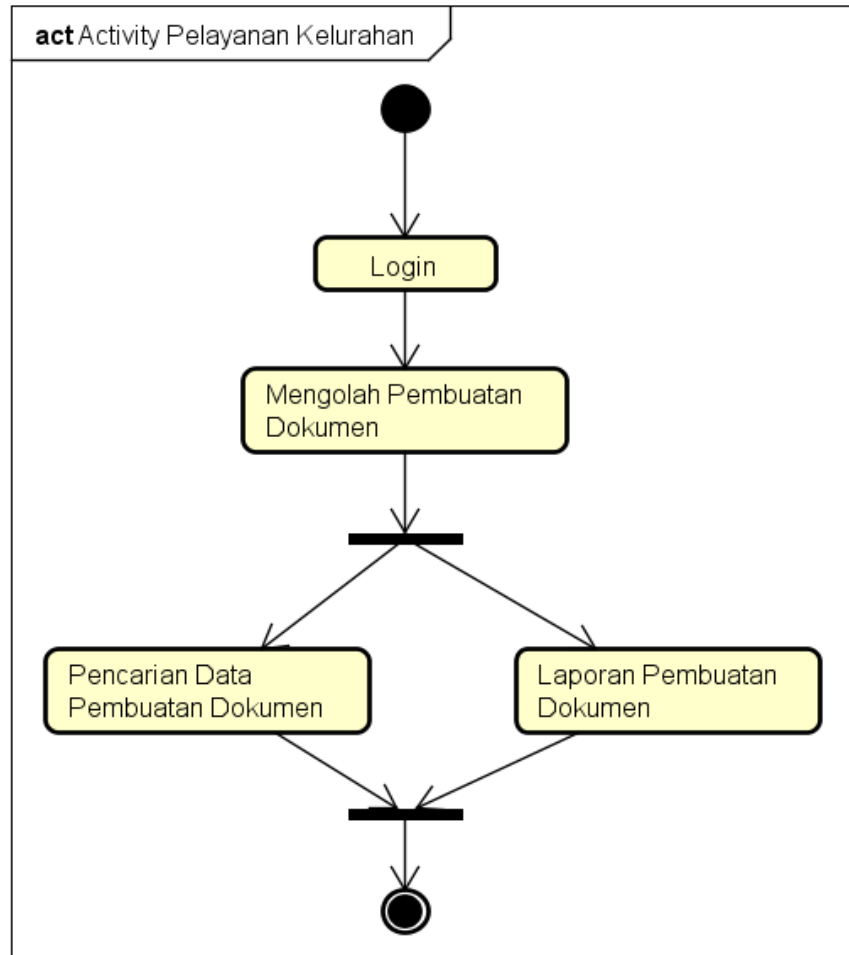 act Activity Pelayanan Kelurahan
Login
Mengolah Pembuatan
Dokumen
Pencarian Data
Pembuatan Dokumen
Laporan Pembuatan
Dokumen